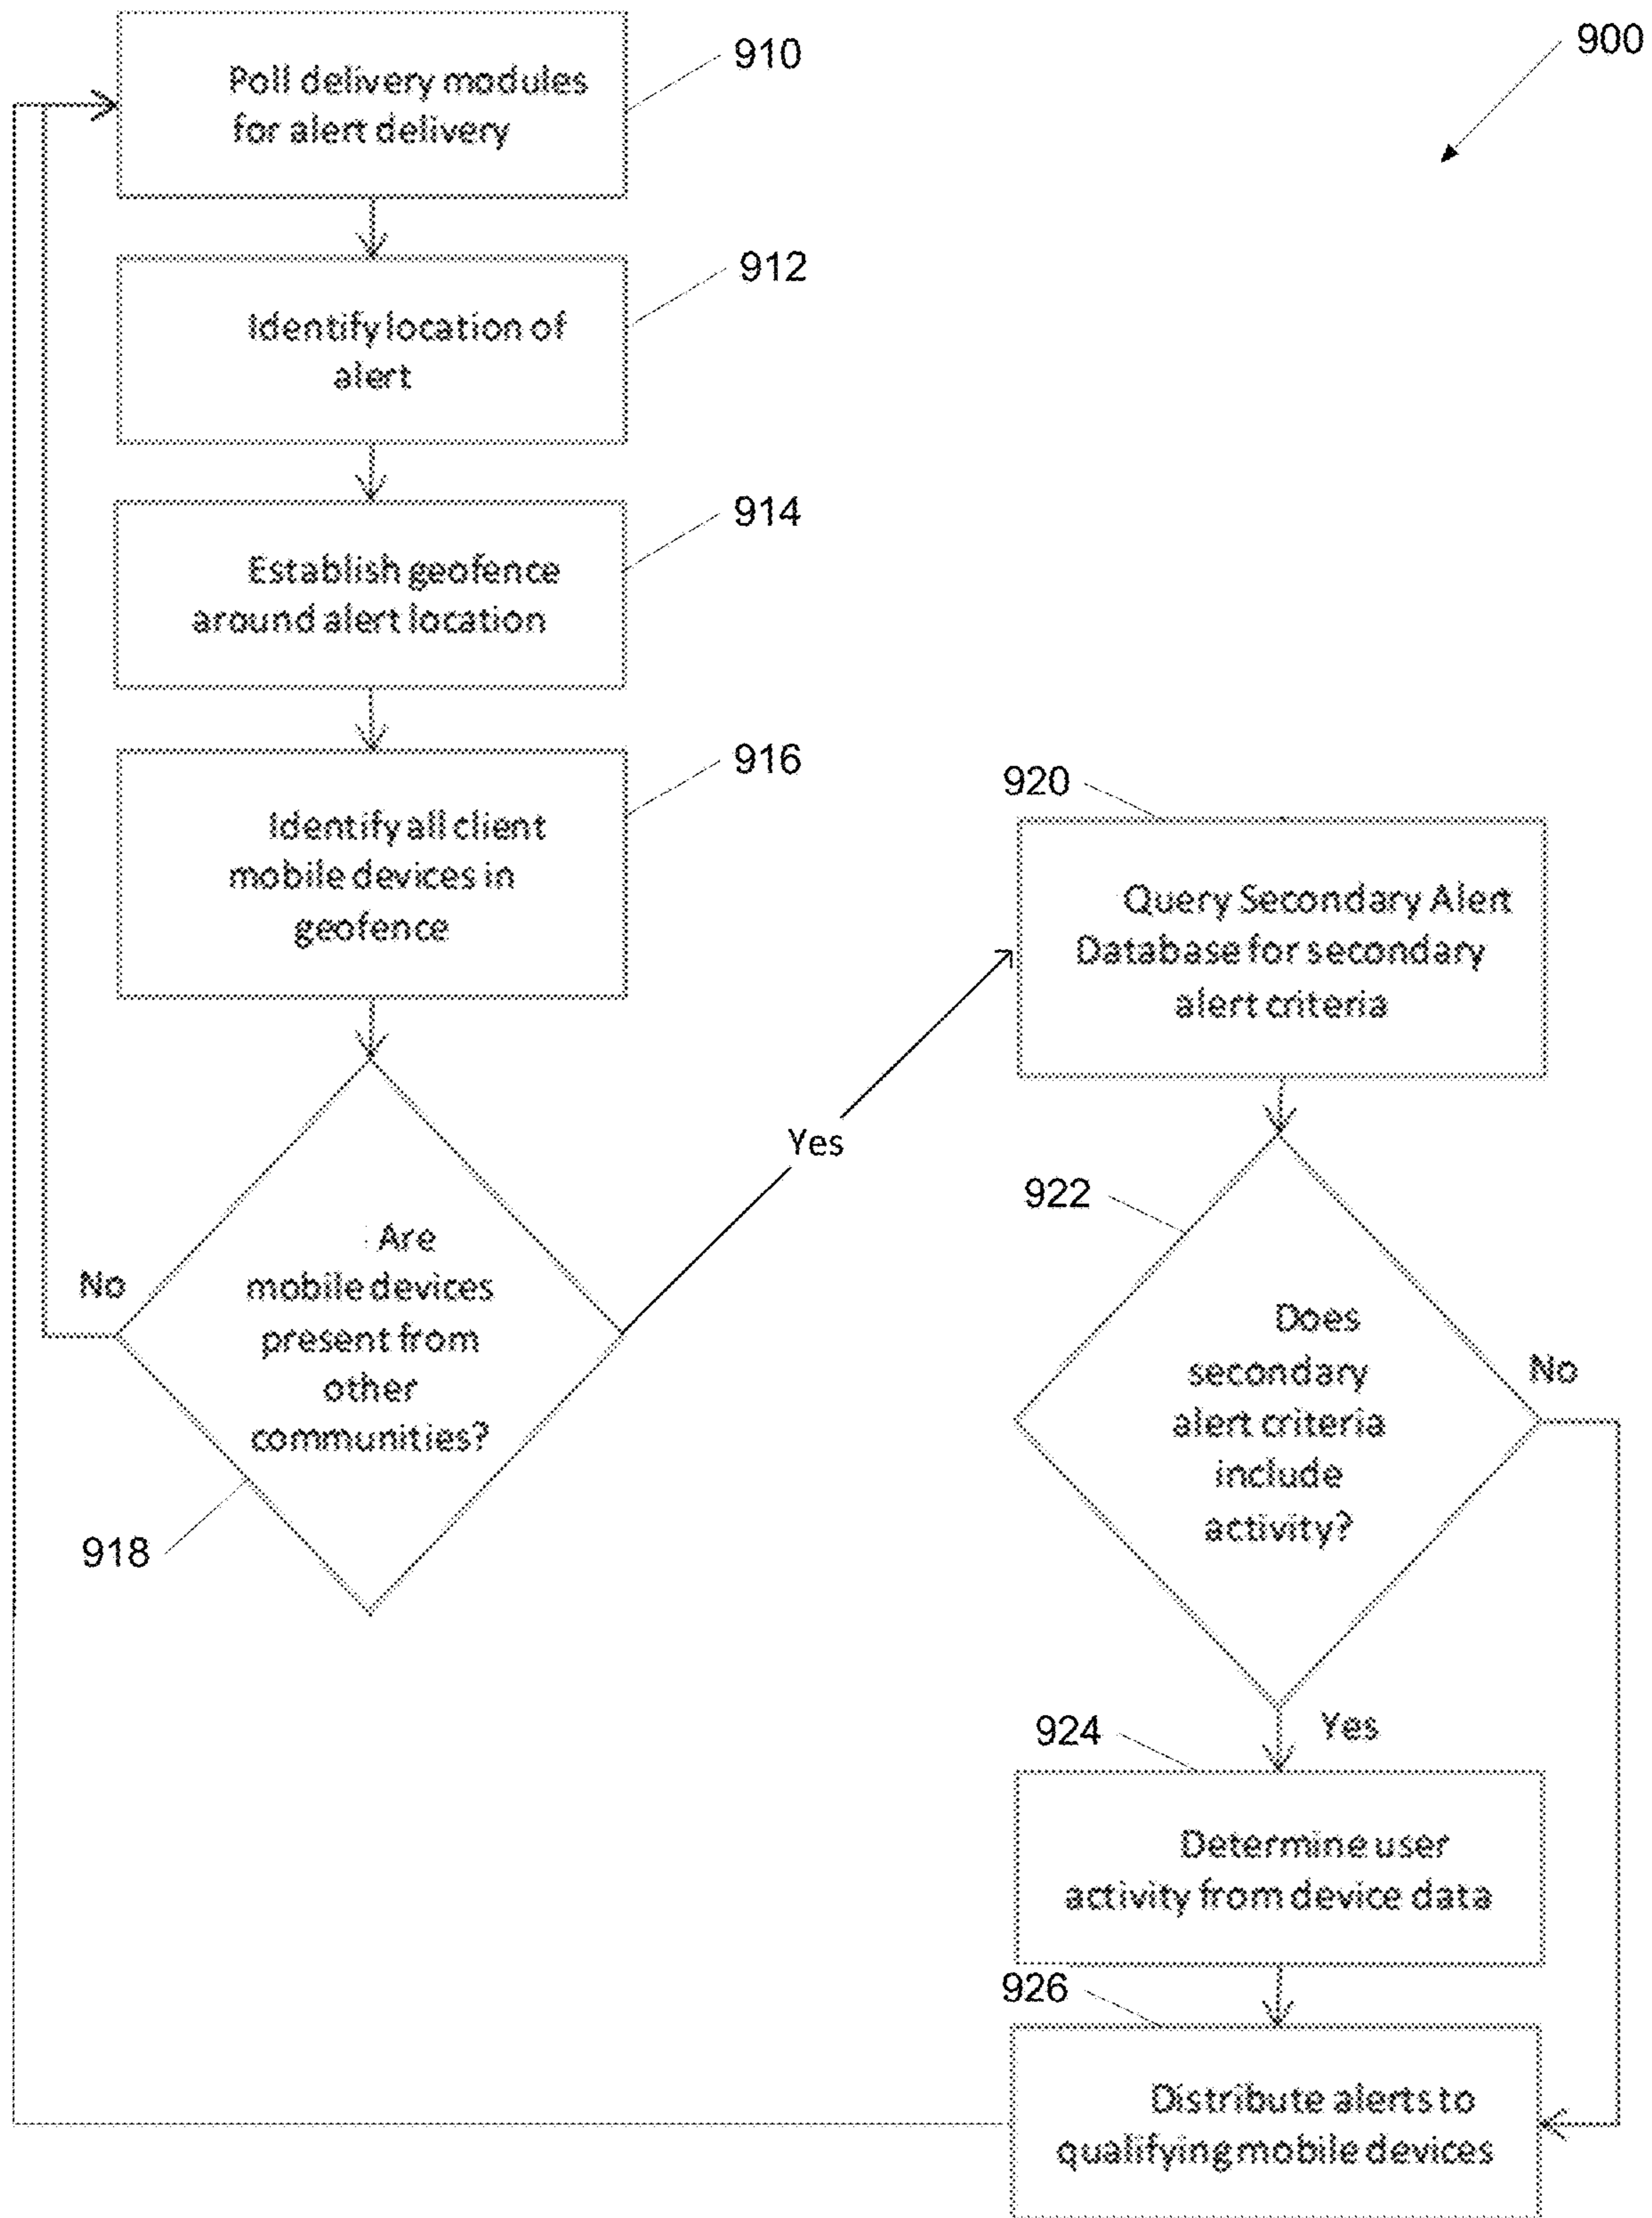 900
910
Poll delivery modules
for alert delivery
912
Identify location of
alert
914
Establish geofence
around alert location
916
Identify all client
mobile devices in
geofence
918
Are
mobile devices
present from
other
communities?
No
Yes
920
Query Secondary Alert
Database for secondary
alert criteria
922
Does
secondary
alert criteria
include
activity?
No
Yes
924
Determine user
activity from device data
926
Distribute alerts to
qualifying mobile devices